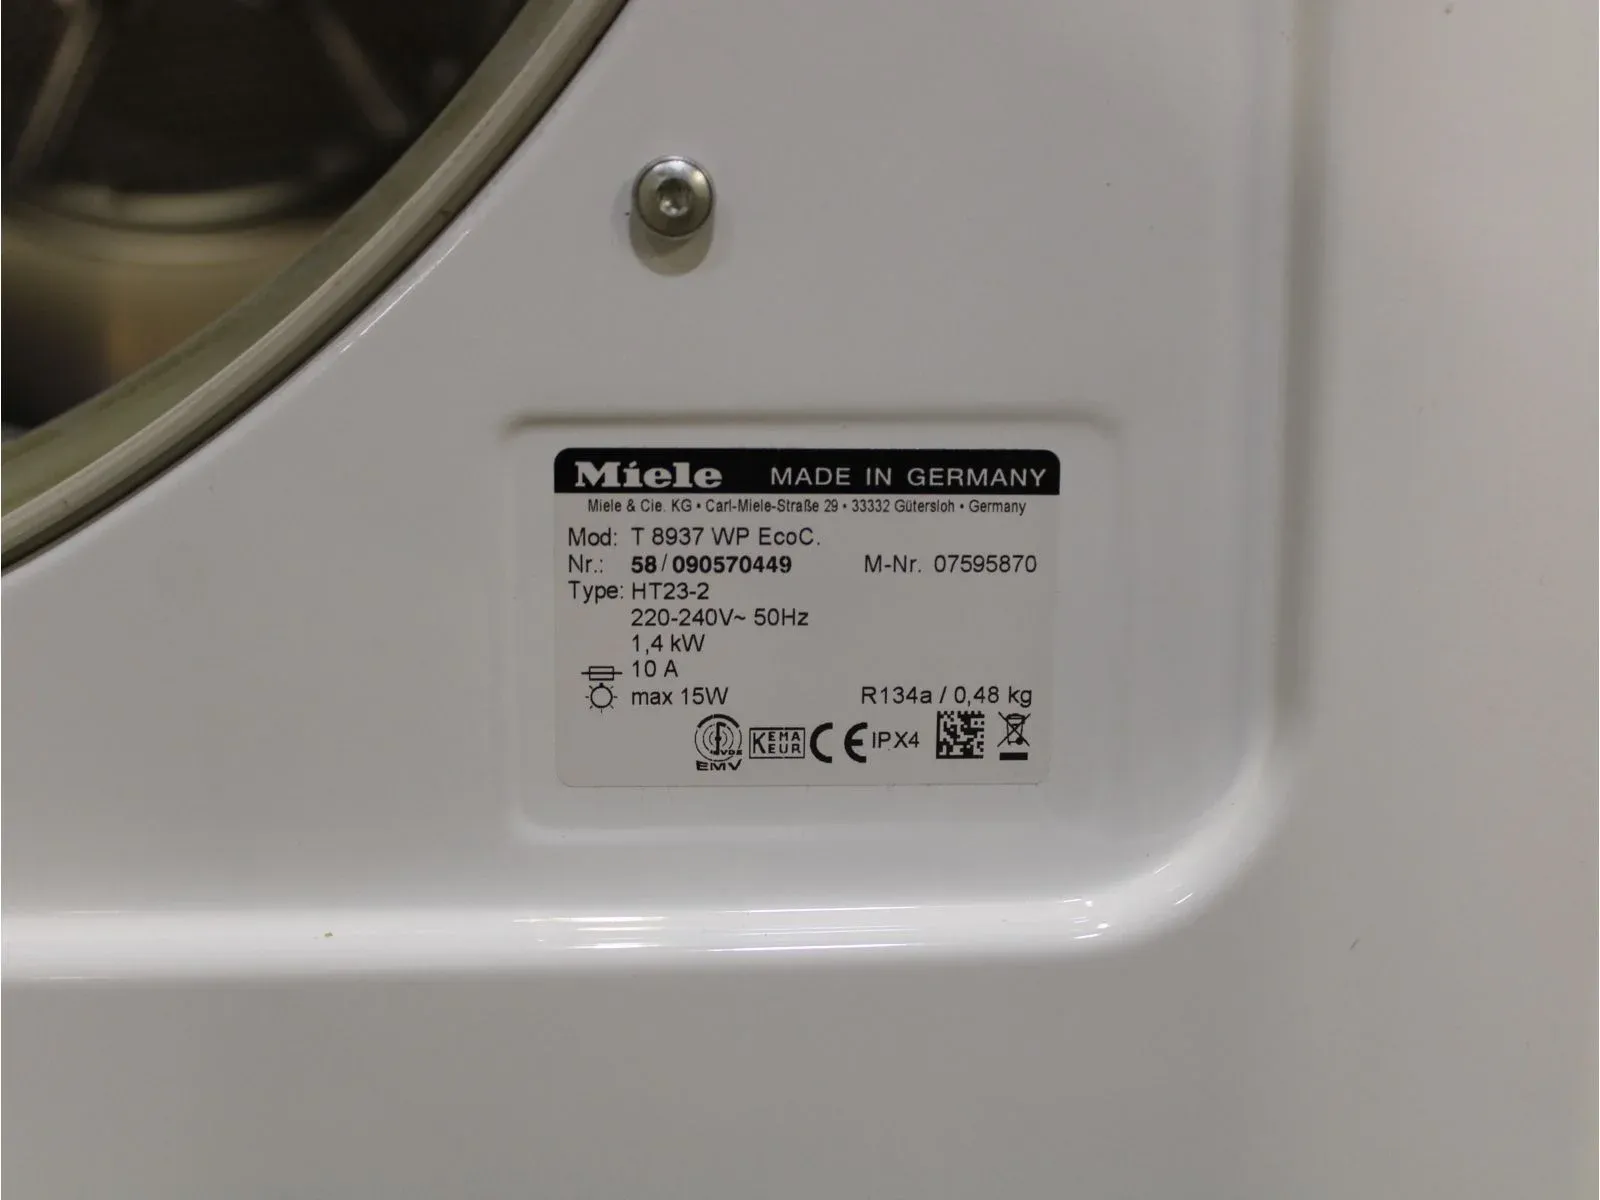 Miele MADE IN GERMANY
Miele & Cie. KG • Carl-Miele-Straße 29 • 33332 Gütersloh • Germany
Mod: T 8937 WP EcoC.
Nr.: 58/090570449 M-Nr. 07595870
Type: HT23-2
220-240V~ 50Hz
1,4 kW
10 A
max 15W R134a / 0,48 kg
VDE EMV KEMA EUR CE IPX4